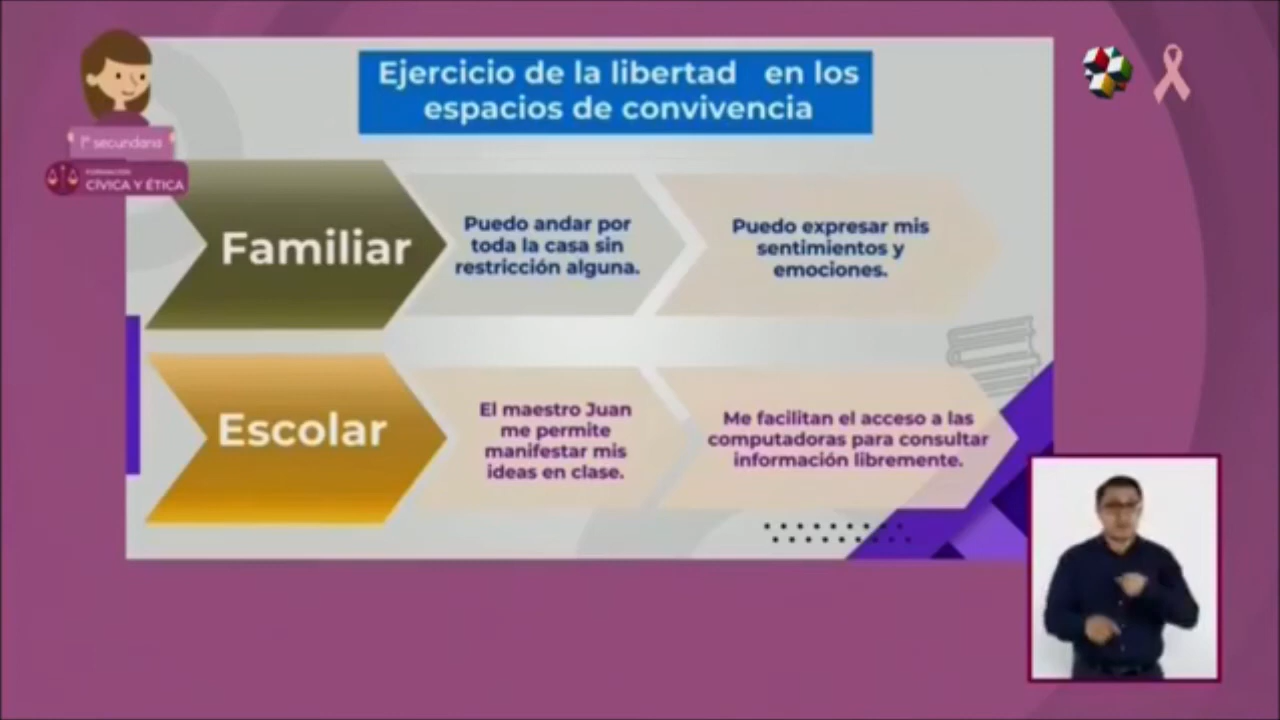 Ejercicio de la libertad en los
espacios de convivencia
1° secundaria
FORMACIÓN
CÍVICA Y ÉTICA
Familiar
Puedo andar por
toda la casa sin
restricción alguna.
Puedo expresar mis
sentimientos y
emociones.
Escolar
El maestro Juan
me permite
manifestar mis
ideas en clase.
Me facilitan el acceso a las
computadoras para consultar
información libremente.